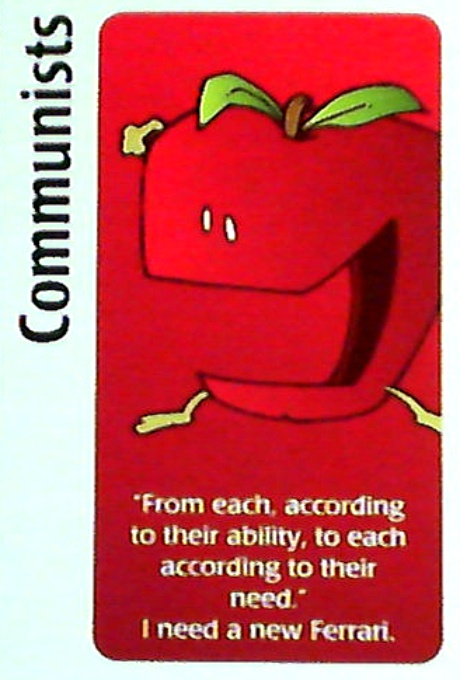 Communists
"From each, according
to their ability, to each
according to their
need."
I need a new Ferrari.